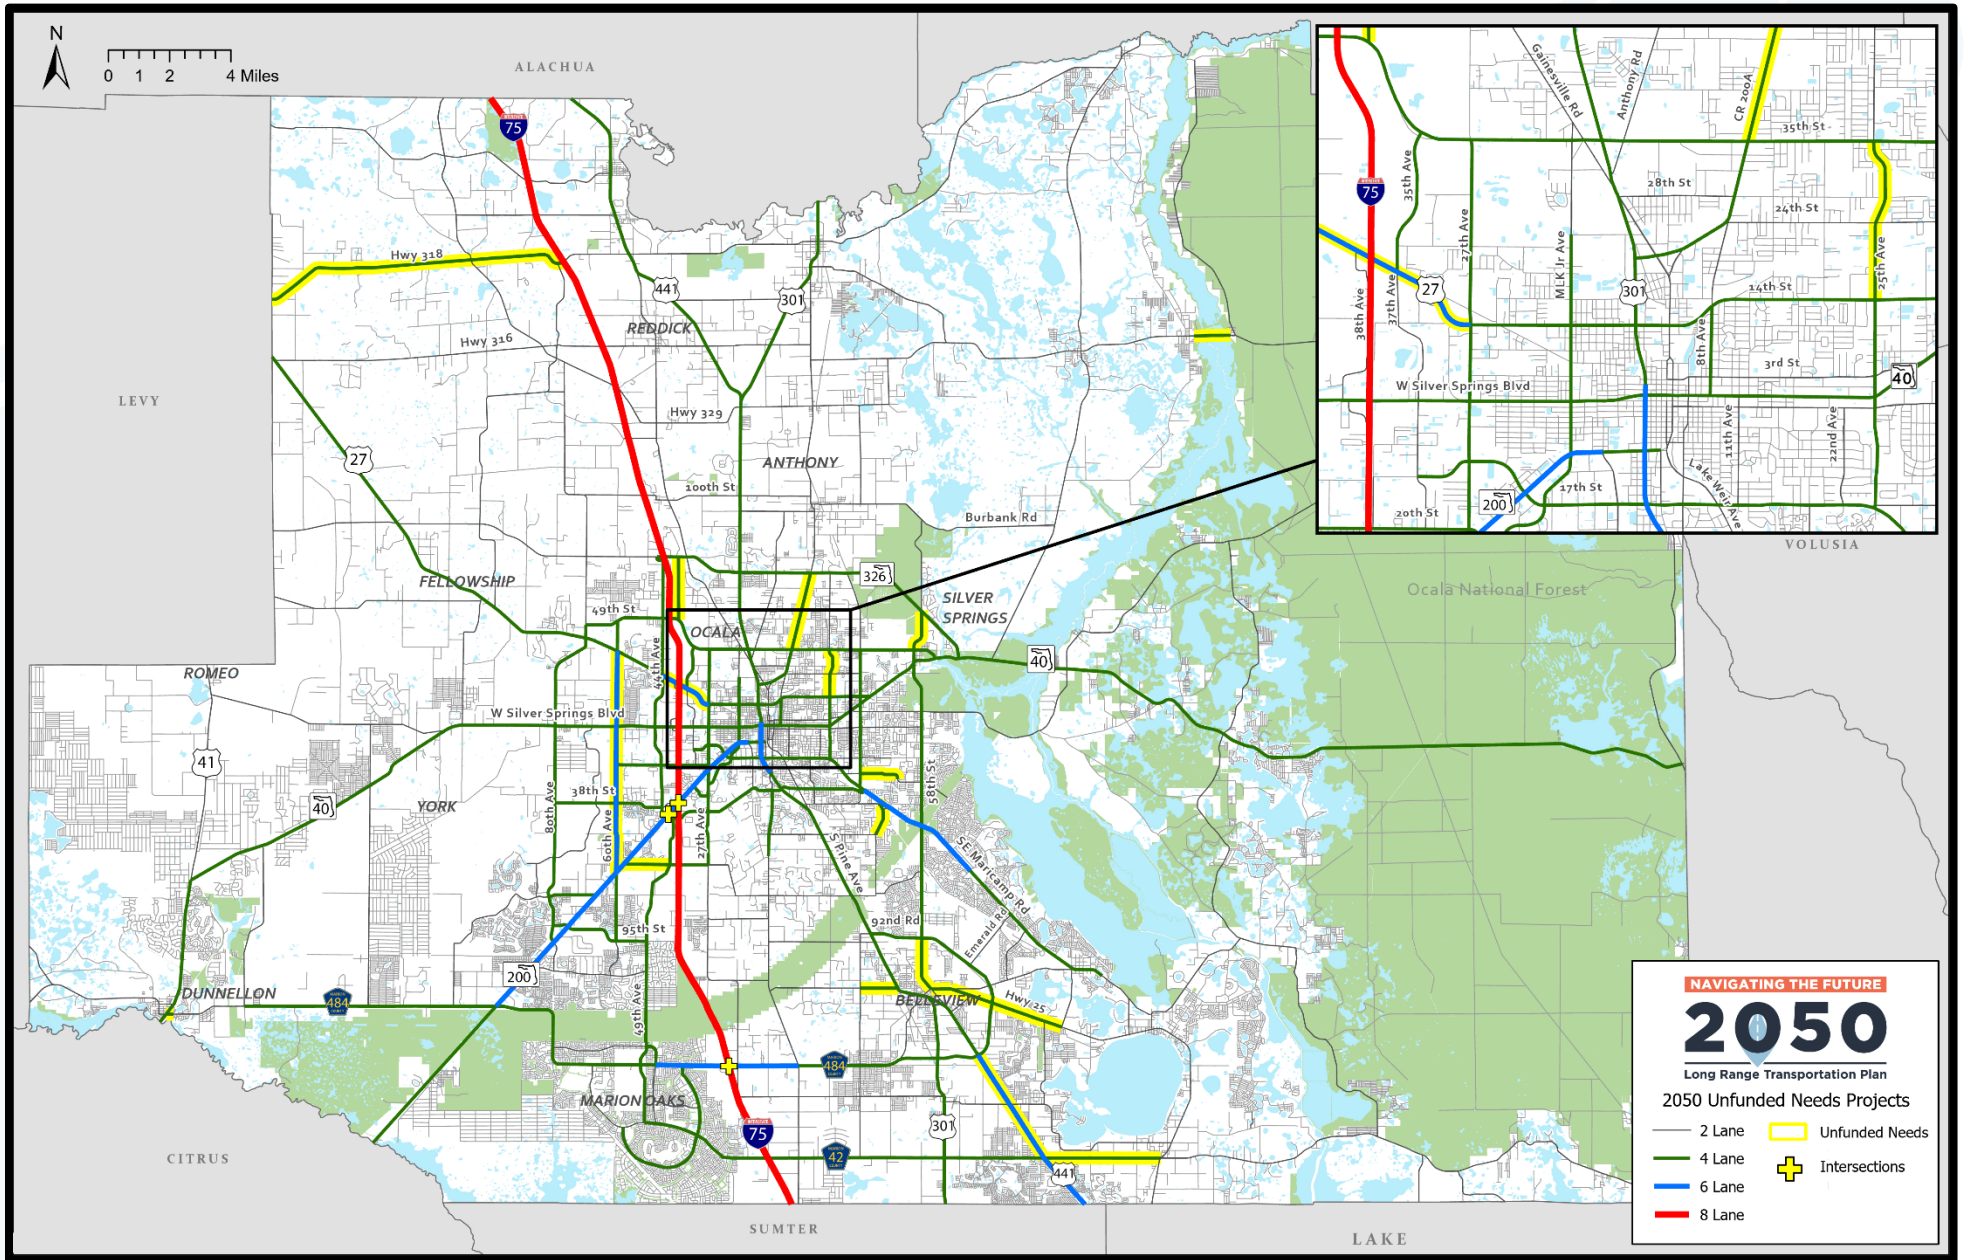 N
0 1 2 4 Miles
ALACHUA
75
Hwy 318
441
301
REDDICK
Hwy 316
LEVY
Hwy 329
27
ANTHONY
100th St
Burbank Rd
FELLOWSHIP
326
49th St
SILVER
SPRINGS
OCALA
44th Ave
40
ROMEO
W Silver Springs Blvd
41
40
YORK
80th Ave
38th St
60th Ave
27th Ave
58th St
S Pine Ave
SE Maricamp Rd
92nd Rd
Emerald Rd
95th St
200
DUNNELLON
484
49th Ave
BELLEVIEW
Hwy 25
484
MARION OAKS
75
301
42
441
CITRUS
SUMTER
LAKE
VOLUSIA
Ocala National Forest
Gainesville Rd
Anthony Rd
CR 200A
35th St
75
35th Ave
28th St
24th St
27th Ave
MLK Jr Ave
25th Ave
27
301
14th St
38th Ave
37th Ave
8th Ave
3rd St
40
W Silver Springs Blvd
11th Ave
22nd Ave
Lake Weir Ave
17th St
200
20th St
NAVIGATING THE FUTURE
2050
Long Range Transportation Plan
2050 Unfunded Needs Projects
2 Lane Unfunded Needs
4 Lane Intersections
6 Lane
8 Lane